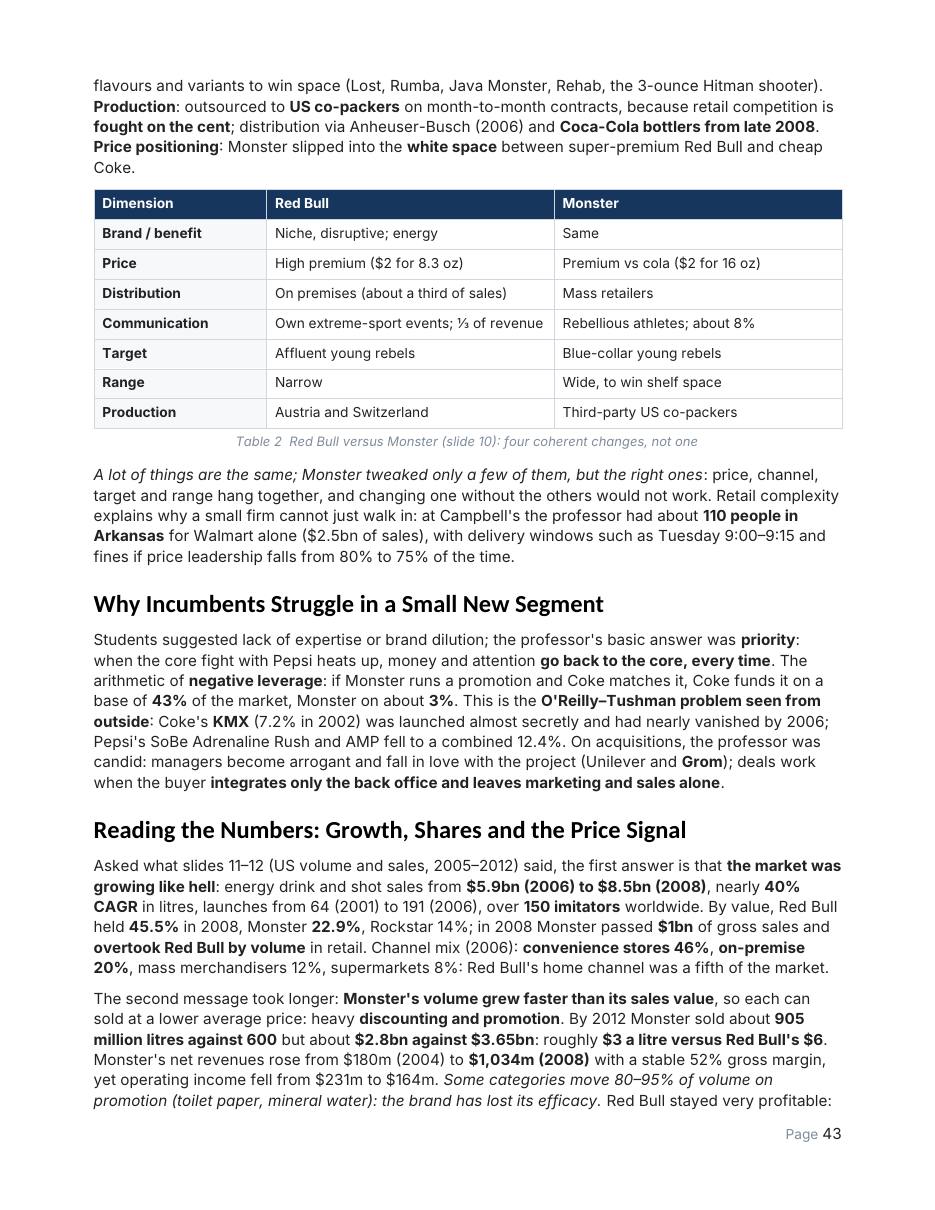 flavours and variants to win space (Lost, Rumba, Java Monster, Rehab, the 3-ounce Hitman shooter).
Production: outsourced to US co-packers on month-to-month contracts, because retail competition is
fought on the cent; distribution via Anheuser-Busch (2006) and Coca-Cola bottlers from late 2008.
Price positioning: Monster slipped into the white space between super-premium Red Bull and cheap
Coke.
Dimension Red Bull Monster
Brand / benefit Niche, disruptive; energy Same
Price High premium ($2 for 8.3 oz) Premium vs cola ($2 for 16 oz)
Distribution On premises (about a third of sales) Mass retailers
Communication Own extreme-sport events; ⅓ of revenue Rebellious athletes; about 8%
Target Affluent young rebels Blue-collar young rebels
Range Narrow Wide, to win shelf space
Production Austria and Switzerland Third-party US co-packers
Table 2 Red Bull versus Monster (slide 10): four coherent changes, not one
A lot of things are the same; Monster tweaked only a few of them, but the right ones: price, channel,
target and range hang together, and changing one without the others would not work. Retail complexity
explains why a small firm cannot just walk in: at Campbell's the professor had about 110 people in
Arkansas for Walmart alone ($2.5bn of sales), with delivery windows such as Tuesday 9:00–9:15 and
fines if price leadership falls from 80% to 75% of the time.
Why Incumbents Struggle in a Small New Segment
Students suggested lack of expertise or brand dilution; the professor's basic answer was priority:
when the core fight with Pepsi heats up, money and attention go back to the core, every time. The
arithmetic of negative leverage: if Monster runs a promotion and Coke matches it, Coke funds it on a
base of 43% of the market, Monster on about 3%. This is the O'Reilly–Tushman problem seen from
outside: Coke's KMX (7.2% in 2002) was launched almost secretly and had nearly vanished by 2006;
Pepsi's SoBe Adrenaline Rush and AMP fell to a combined 12.4%. On acquisitions, the professor was
candid: managers become arrogant and fall in love with the project (Unilever and Grom); deals work
when the buyer integrates only the back office and leaves marketing and sales alone.
Reading the Numbers: Growth, Shares and the Price Signal
Asked what slides 11–12 (US volume and sales, 2005–2012) said, the first answer is that the market was
growing like hell: energy drink and shot sales from $5.9bn (2006) to $8.5bn (2008), nearly 40%
CAGR in litres, launches from 64 (2001) to 191 (2006), over 150 imitators worldwide. By value, Red Bull
held 45.5% in 2008, Monster 22.9%, Rockstar 14%; in 2008 Monster passed $1bn of gross sales and
overtook Red Bull by volume in retail. Channel mix (2006): convenience stores 46%, on-premise
20%, mass merchandisers 12%, supermarkets 8%: Red Bull's home channel was a fifth of the market.
The second message took longer: Monster's volume grew faster than its sales value, so each can
sold at a lower average price: heavy discounting and promotion. By 2012 Monster sold about 905
million litres against 600 but about $2.8bn against $3.65bn: roughly $3 a litre versus Red Bull's $6.
Monster's net revenues rose from $180m (2004) to $1,034m (2008) with a stable 52% gross margin,
yet operating income fell from $231m to $164m. Some categories move 80–95% of volume on
promotion (toilet paper, mineral water): the brand has lost its efficacy. Red Bull stayed very profitable:
Page 43